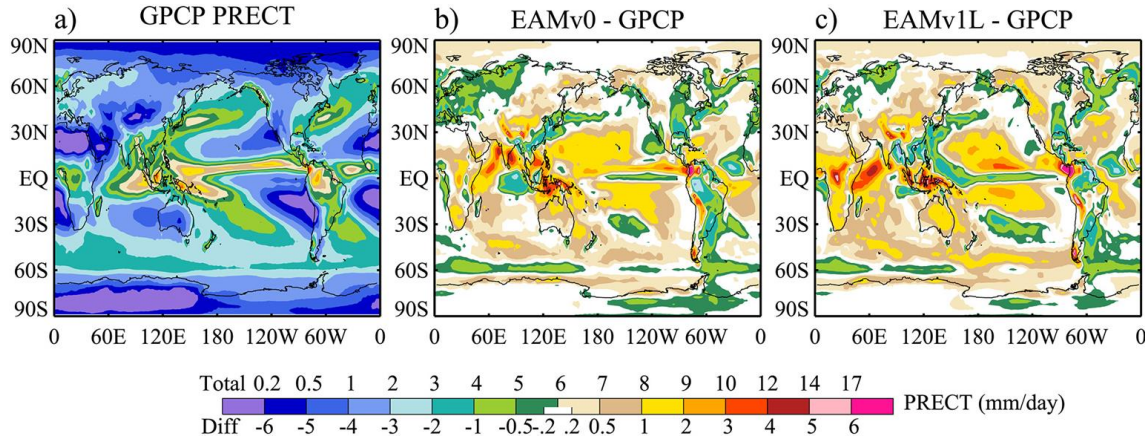 a) GPCP PRECT b) EAMv0 - GPCP c) EAMv1L - GPCP
90N 90N 90N
60N 60N 60N
30N 30N 30N
EQ EQ EQ
30S 30S 30S
60S 60S 60S
90S 90S 90S
0 60E 120E 180 120W 60W 0 0 60E 120E 180 120W 60W 0 0 60E 120E 180 120W 60W 0
Total 0.2 0.5 1 2 3 4 5 6 7 8 9 10 12 14 17
PRECT (mm/day)
Diff -6 -5 -4 -3 -2 -1 -0.5 -.2 .2 0.5 1 2 3 4 5 6